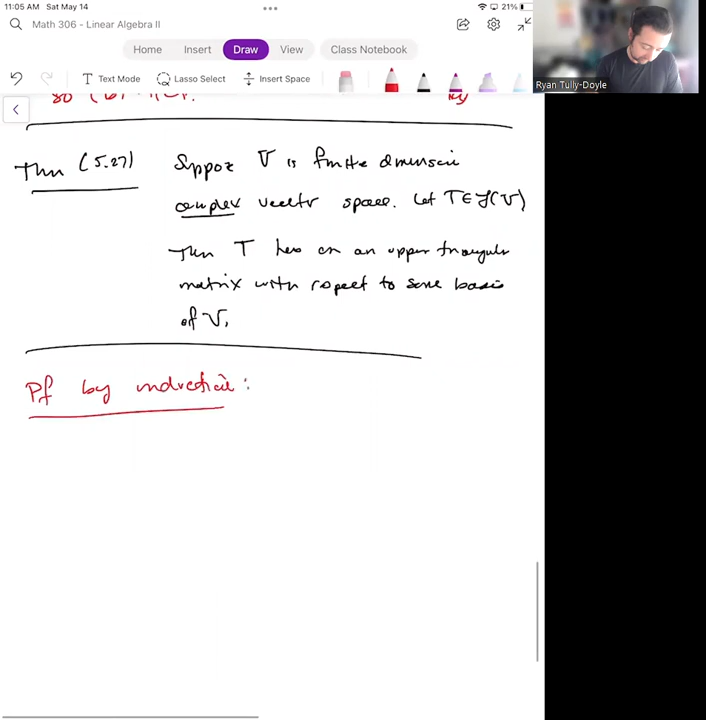 11:05 AM Sat May 14
21%
Math 306 - Linear Algebra II
Home Insert Draw View Class Notebook
Text Mode Lasso Select Insert Space
Ryan Tully-Doyle
Thm (5.27) Suppose V is finite dimension
complex vector space. Let T ∈ L(V)
Then T has an an upper triangular
matrix with respect to some basis
of V.
Pf by induction: